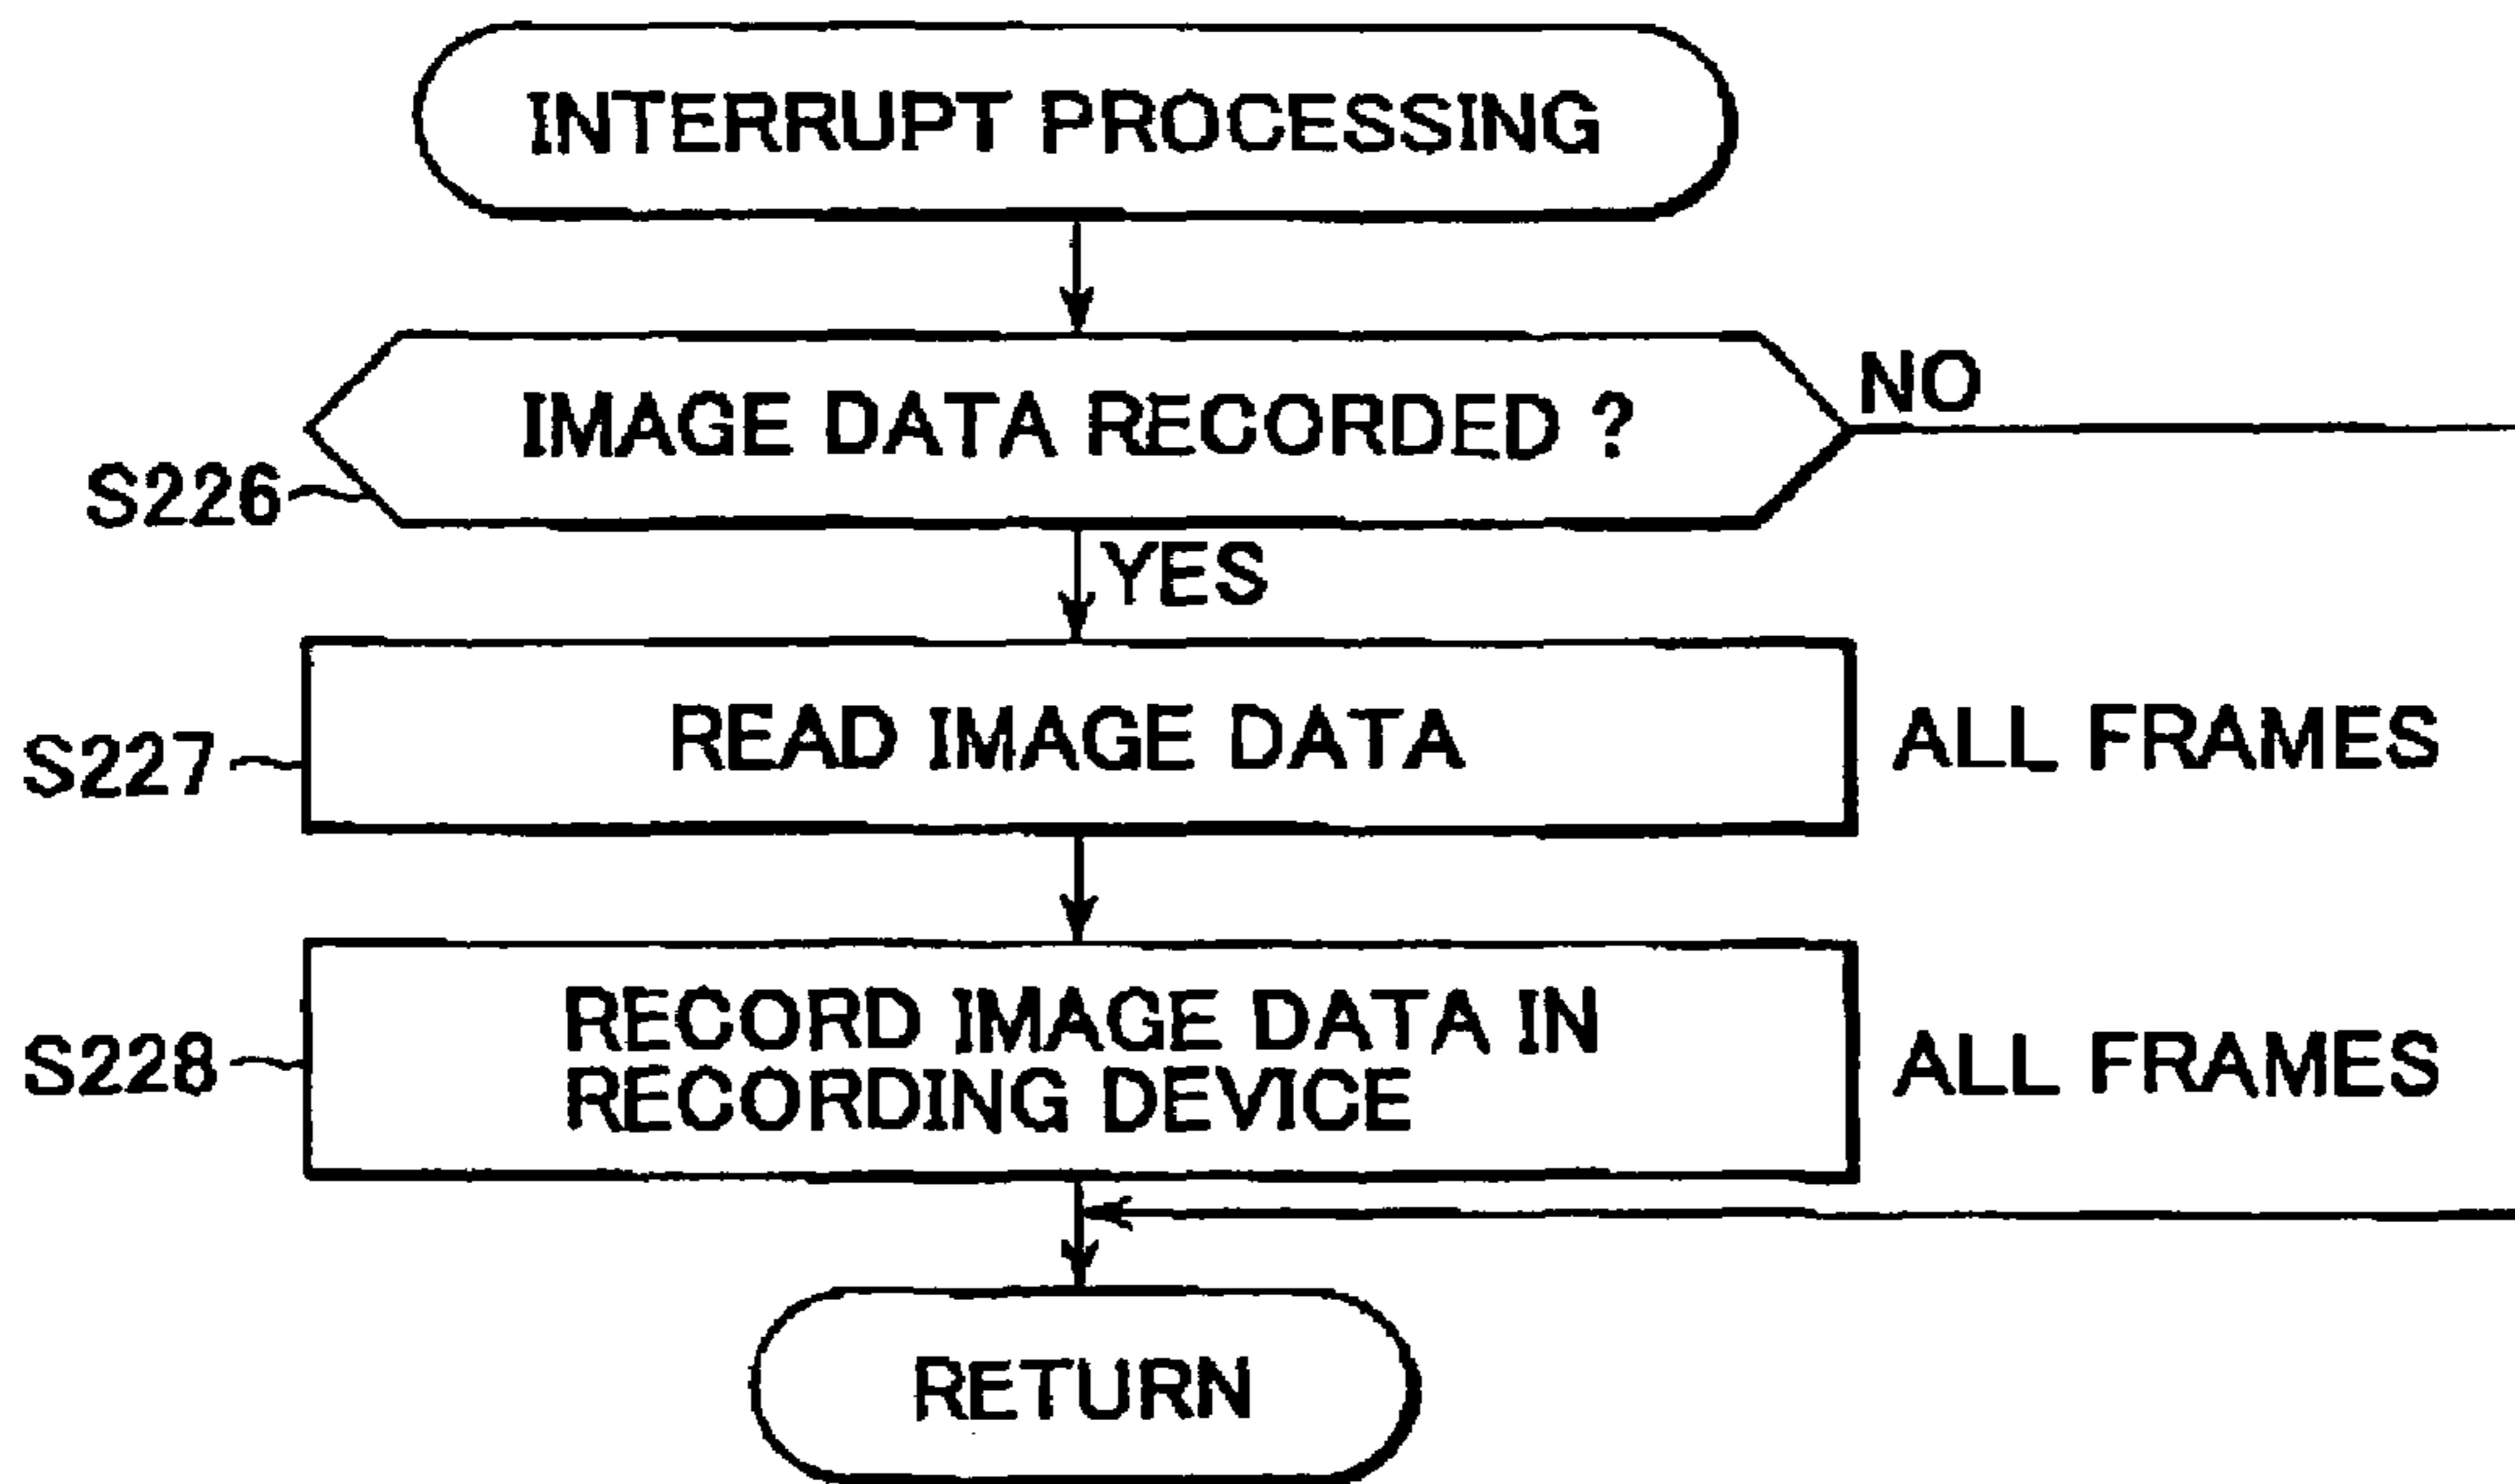 INTERRUPT PROCESSING
IMAGE DATA RECORDED ?
NO
S226
YES
S227
READ IMAGE DATA
ALL FRAMES
S228
RECORD IMAGE DATA IN
RECORDING DEVICE
ALL FRAMES
RETURN